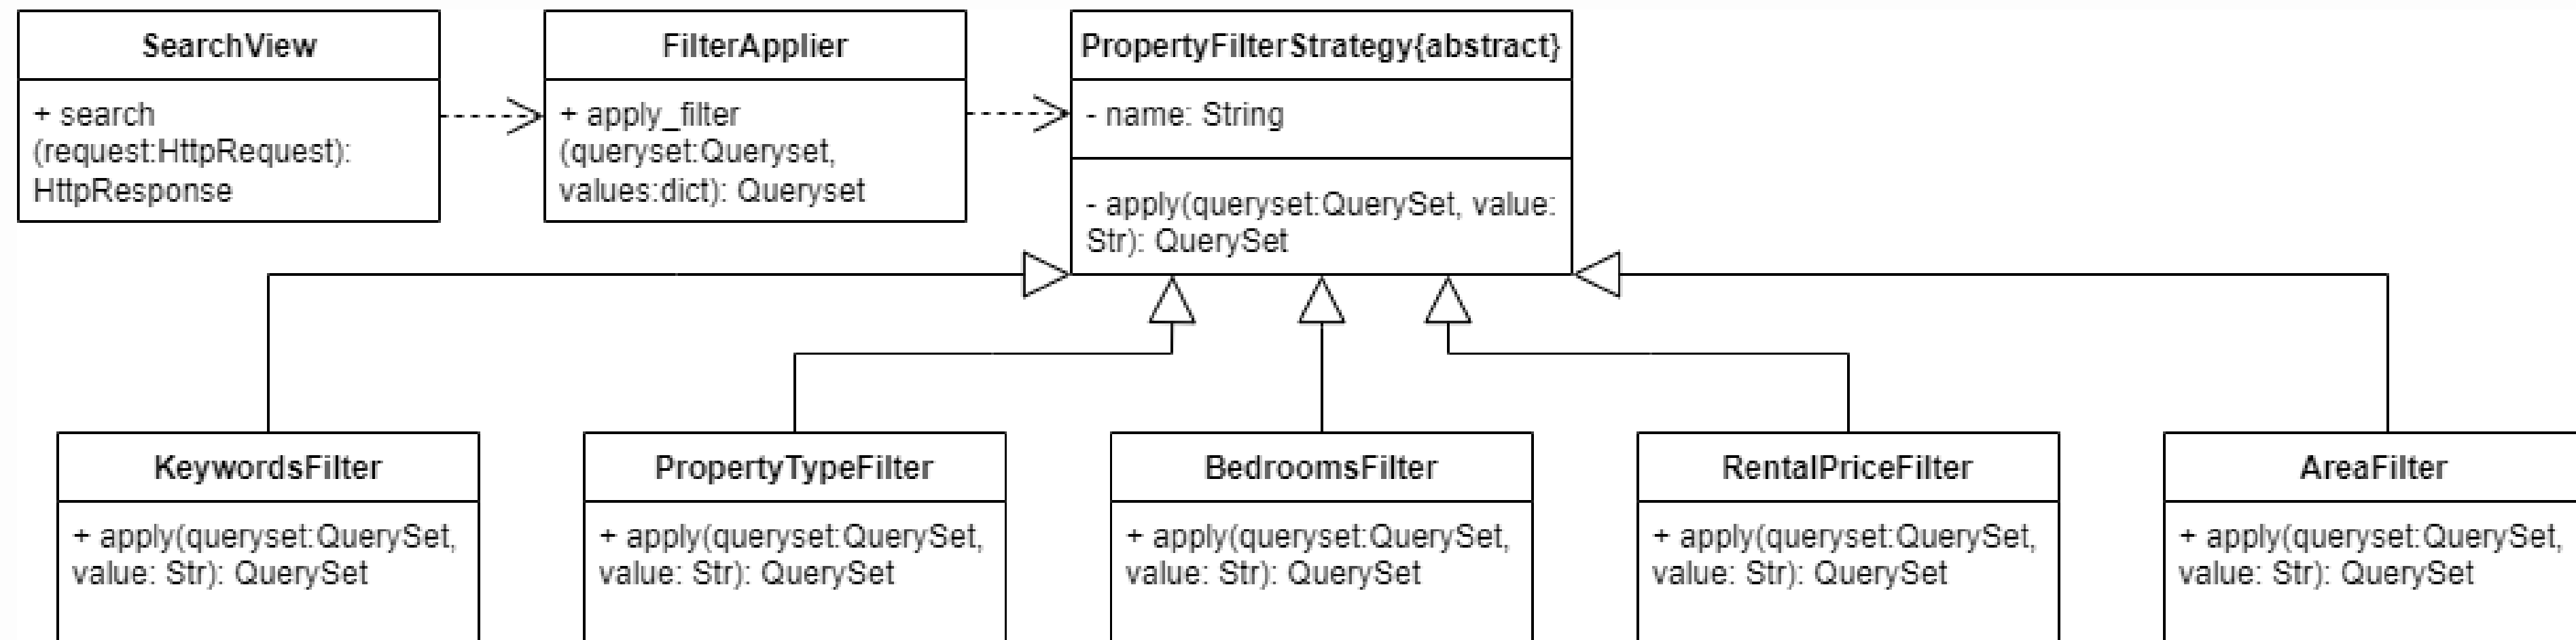 SearchView
+ search
(request:HttpRequest):
HttpResponse
FilterApplier
+ apply_filter
(queryset:Queryset,
values:dict): Queryset
PropertyFilterStrategy{abstract}
- name: String
- apply(queryset:QuerySet, value:
Str): QuerySet
KeywordsFilter
+ apply(queryset:QuerySet,
value: Str): QuerySet
PropertyTypeFilter
+ apply(queryset:QuerySet,
value: Str): QuerySet
BedroomsFilter
+ apply(queryset:QuerySet,
value: Str): QuerySet
RentalPriceFilter
+ apply(queryset:QuerySet,
value: Str): QuerySet
AreaFilter
+ apply(queryset:QuerySet,
value: Str): QuerySet